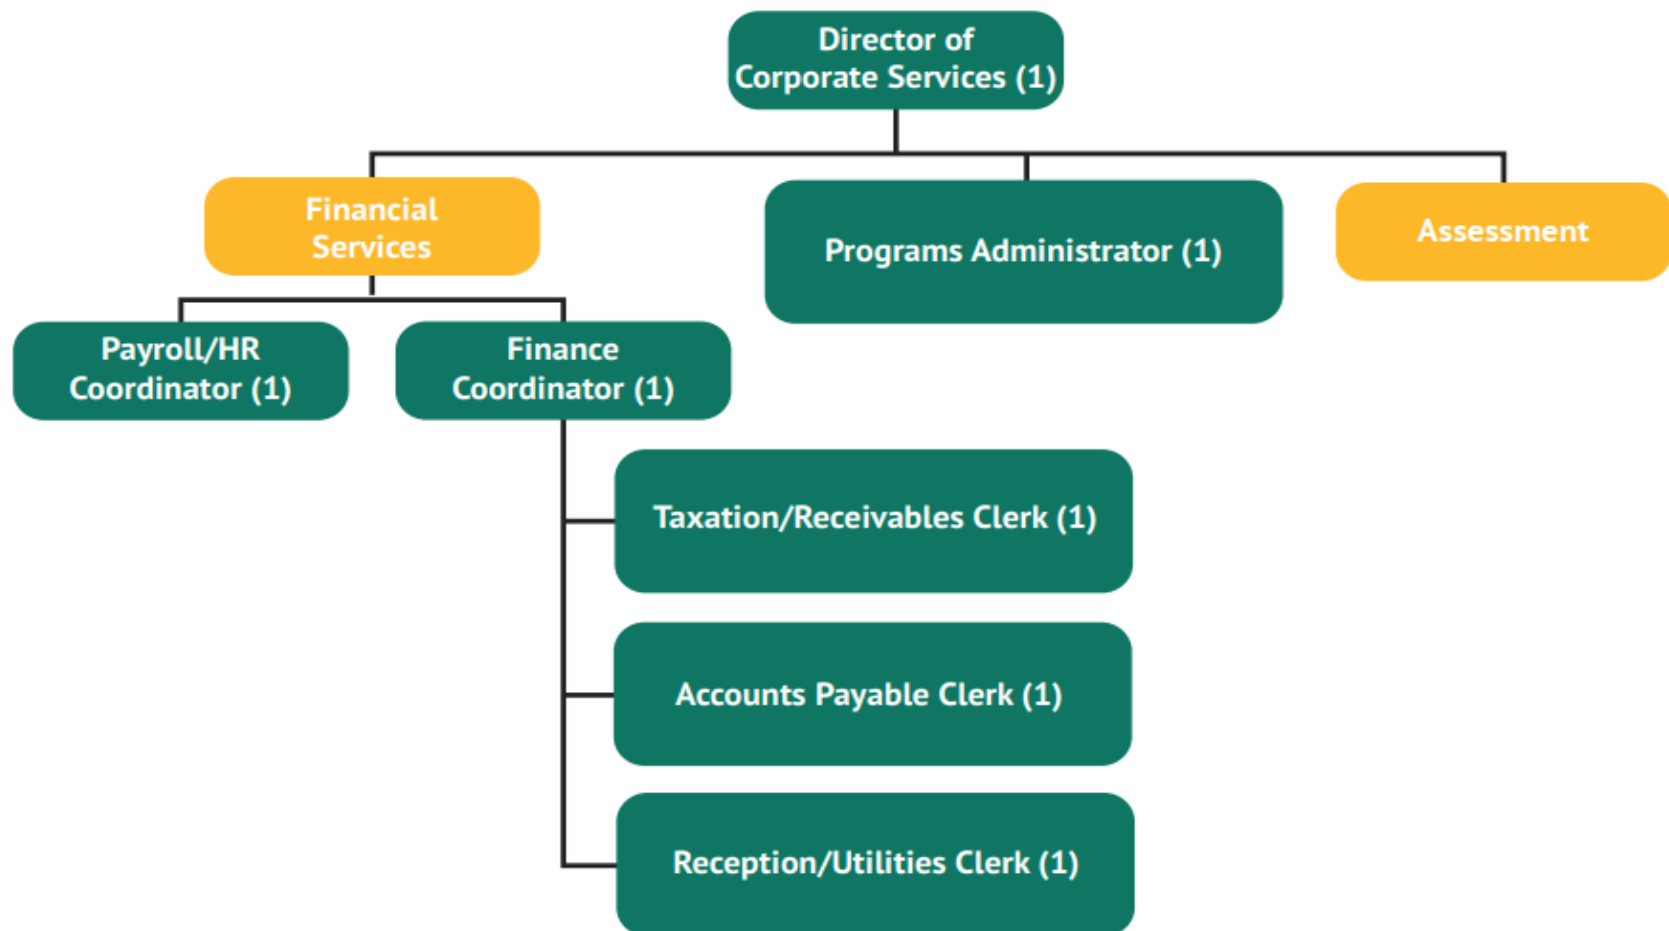 Director of
Corporate Services (1)
Financial
Services
Programs Administrator (1)
Assessment
Payroll/HR
Coordinator (1)
Finance
Coordinator (1)
Taxation/Receivables Clerk (1)
Accounts Payable Clerk (1)
Reception/Utilities Clerk (1)